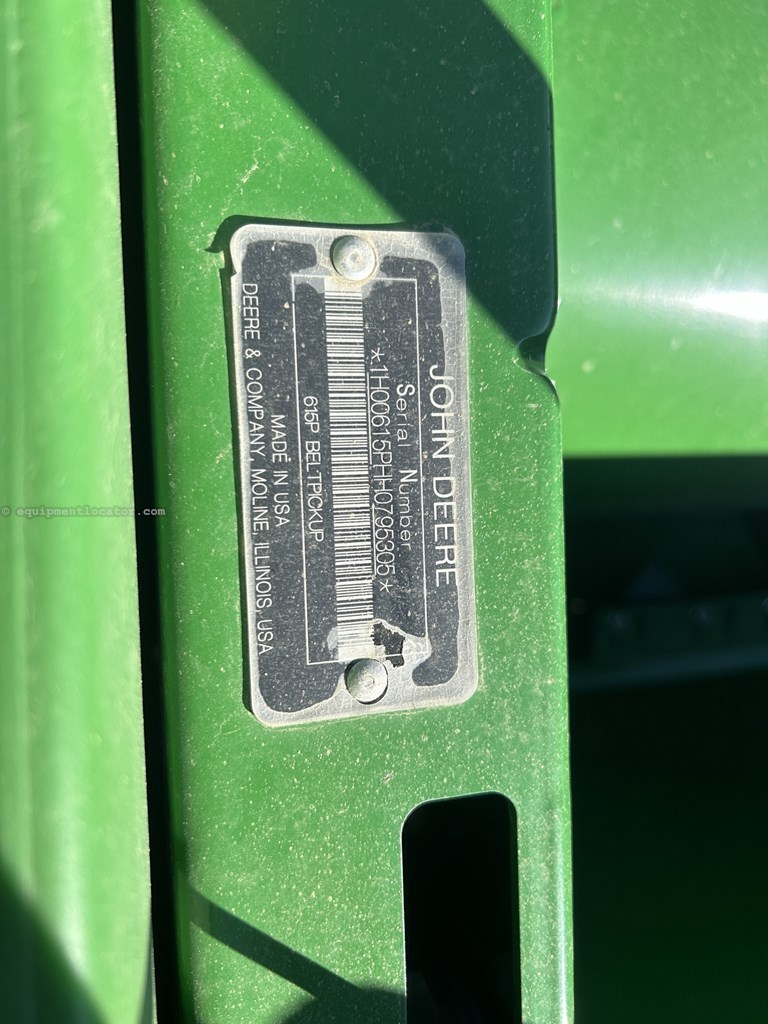 JOHN DEERE
Serial Number
*1H00615PHH0795305*
615P BELTPICKUP
MADE IN USA
DEERE & COMPANY, MOLINE, ILLINOIS, USA
© equipmentlocator.com